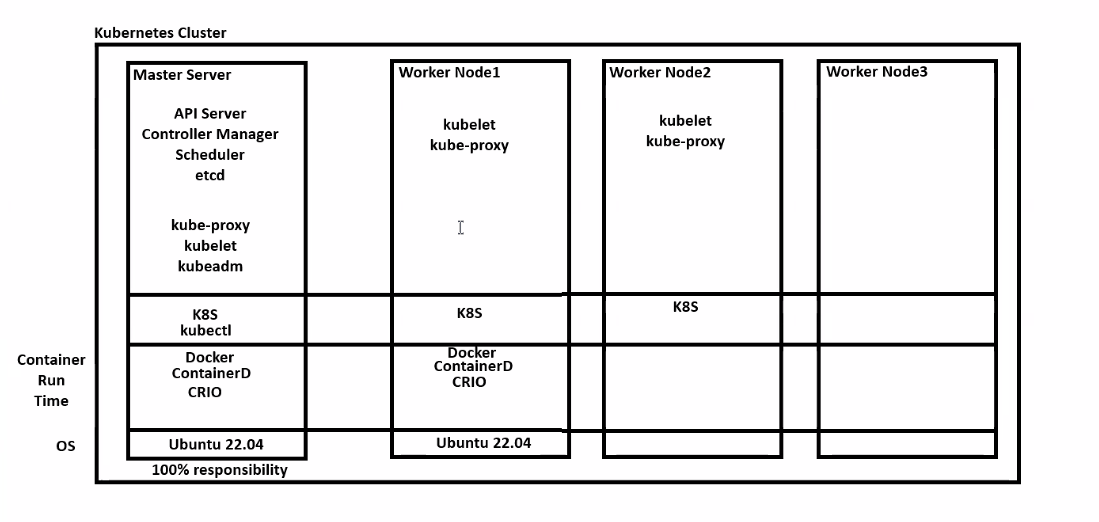 Kubernetes Cluster
Master Server
API Server
Controller Manager
Scheduler
etcd
kube-proxy
kubelet
kubeadm
K8S
kubectl
Docker
ContainerD
CRIO
Ubuntu 22.04
100% responsibility
Worker Node1
kubelet
kube-proxy
K8S
Docker
ContainerD
CRIO
Ubuntu 22.04
Worker Node2
kubelet
kube-proxy
K8S
Worker Node3
Container
Run
Time
OS